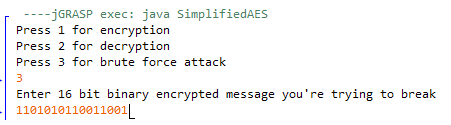 ----jGRASP exec: java SimplifiedAES
Press 1 for encryption
Press 2 for decryption
Press 3 for brute force attack
3
Enter 16 bit binary encrypted message you're trying to break
1101010110011001